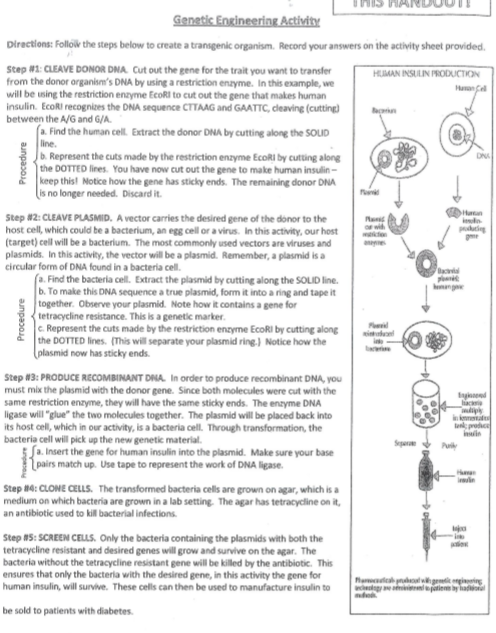 THIS HANDOUT!
Genetic Engineering Activity
Directions: Follow the steps below to create a transgenic organism. Record your answers on the activity sheet provided.
Step #1: CLEAVE DONOR DNA. Cut out the gene for the trait you want to transfer
from the donor organism's DNA by using a restriction enzyme. In this example, we
will be using the restriction enzyme EcoRI to cut out the gene that makes human
insulin. EcoRI recognizes the DNA sequence CTTAAG and GAATTC, cleaving (cutting)
between the A/G and G/A.
Procedure
a. Find the human cell. Extract the donor DNA by cutting along the SOLID
line.
b. Represent the cuts made by the restriction enzyme EcoRI by cutting along
the DOTTED lines. You have now cut out the gene to make human insulin –
keep this! Notice how the gene has sticky ends. The remaining donor DNA
is no longer needed. Discard it.
Step #2: CLEAVE PLASMID. A vector carries the desired gene of the donor to the
host cell, which could be a bacterium, an egg cell or a virus. In this activity, our host
(target) cell will be a bacterium. The most commonly used vectors are viruses and
plasmids. In this activity, the vector will be a plasmid. Remember, a plasmid is a
circular form of DNA found in a bacteria cell.
Procedure
a. Find the bacteria cell. Extract the plasmid by cutting along the SOLID line.
b. To make this DNA sequence a true plasmid, form it into a ring and tape it
together. Observe your plasmid. Note how it contains a gene for
tetracycline resistance. This is a genetic marker.
c. Represent the cuts made by the restriction enzyme EcoRI by cutting along
the DOTTED lines. (This will separate your plasmid ring.) Notice how the
plasmid now has sticky ends.
Step #3: PRODUCE RECOMBINANT DNA. In order to produce recombinant DNA, you
must mix the plasmid with the donor gene. Since both molecules were cut with the
same restriction enzyme, they will have the same sticky ends. The enzyme DNA
ligase will "glue" the two molecules together. The plasmid will be placed back into
its host cell, which in our activity, is a bacteria cell. Through transformation, the
bacteria cell will pick up the new genetic material.
Procedure
a. Insert the gene for human insulin into the plasmid. Make sure your base
pairs match up. Use tape to represent the work of DNA ligase.
Step #4: CLONE CELLS. The transformed bacteria cells are grown on agar, which is a
medium on which bacteria are grown in a lab setting. The agar has tetracycline on it,
an antibiotic used to kill bacterial infections.
Step #5: SCREEN CELLS. Only the bacteria containing the plasmids with both the
tetracycline resistant and desired genes will grow and survive on the agar. The
bacteria without the tetracycline resistant gene will be killed by the antibiotic. This
ensures that only the bacteria with the desired gene, in this activity the gene for
human insulin, will survive. These cells can then be used to manufacture insulin to
be sold to patients with diabetes.
HUMAN INSULIN PRODUCTION
Human Cell
Bacterium
DNA
Plasmid
Plasmid
cut with
restriction
enzymes
Human
insulin-
producing
gene
Bacterial
plasmid;
human gene
Plasmid
reintroduced
into
bacterium
Engineered
bacteria
multiply
in fermentation
tank; produce
insulin
Separate
Purify
Human
insulin
Inject
into
patient
Pharmaceuticals produced with genetic engineering
technology are administered to patients by traditional
methods.